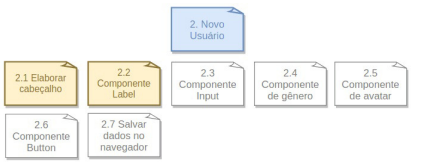 2. Novo
Usuário
2.1 Elaborar
cabeçalho
2.2
Componente
Label
2.3
Componente
Input
2.4
Componente
de gênero
2.5
Componente
de avatar
2.6
Componente
Button
2.7 Salvar
dados no
navegador